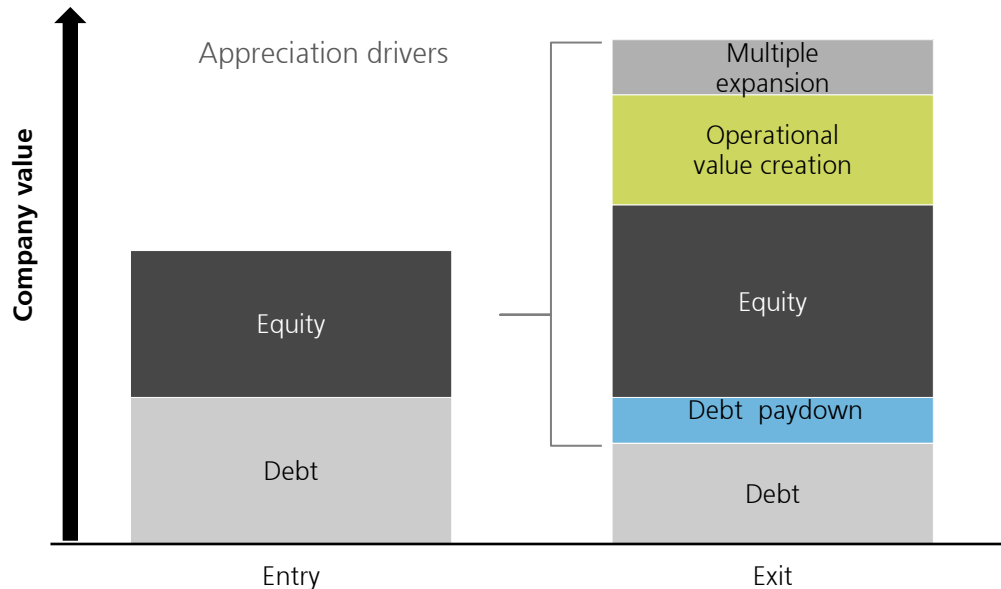 Appreciation drivers
Company value
Multiple
expansion
Operational
value creation
Equity
Equity
Debt paydown
Debt
Debt
Entry
Exit